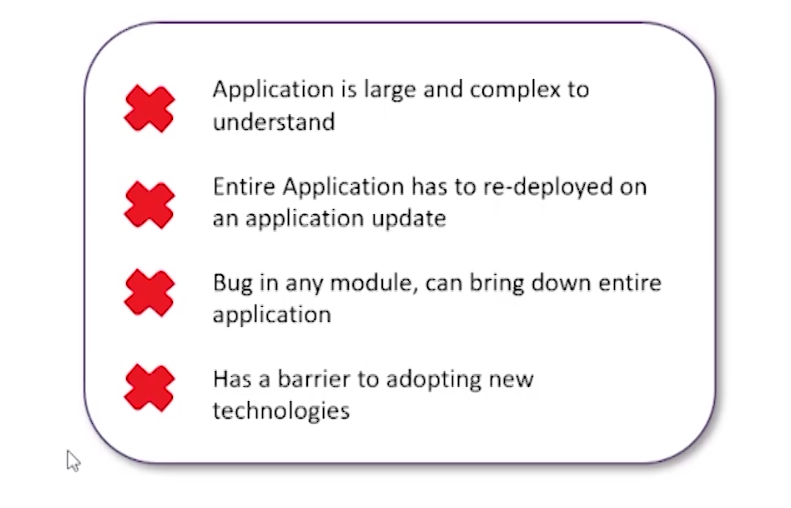 Application is large and complex to
understand
Entire Application has to re-deployed on
an application update
Bug in any module, can bring down entire
application
Has a barrier to adopting new
technologies